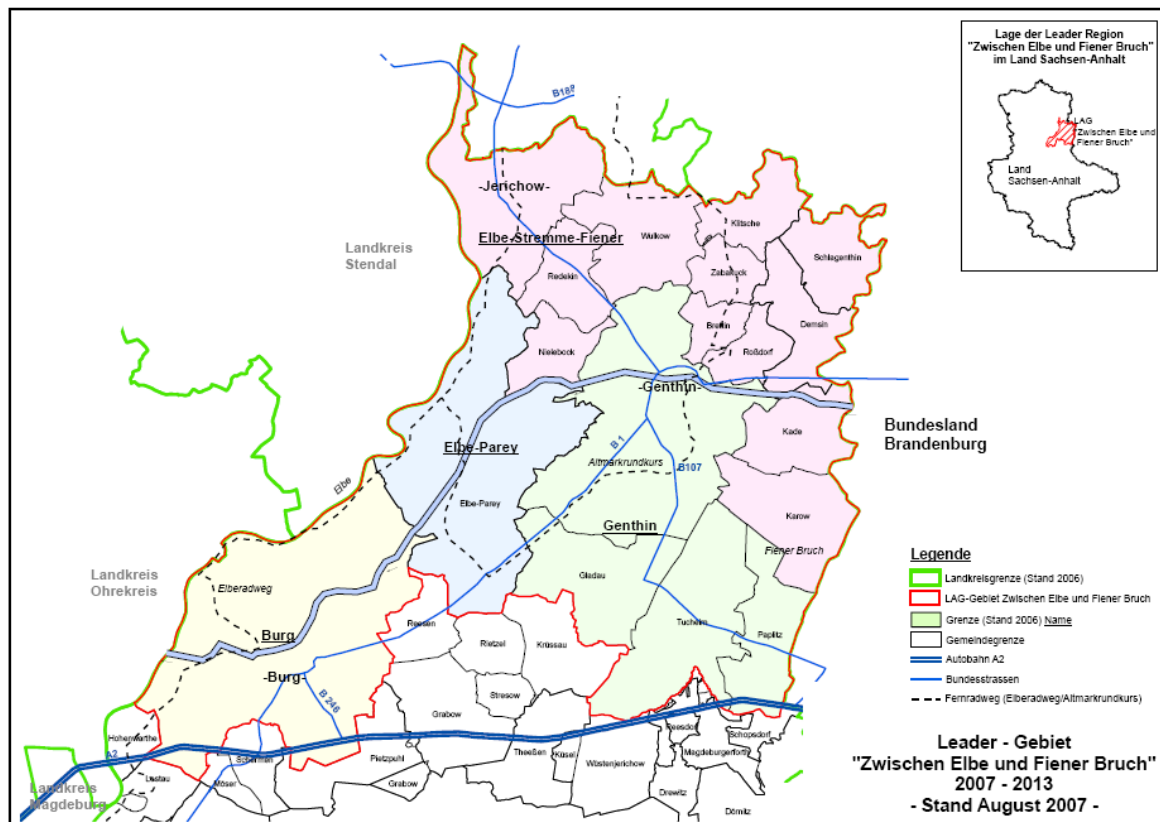 Lage der Leader Region
"Zwischen Elbe und Fiener Bruch"
im Land Sachsen-Anhalt
LAG
"Zwischen Elbe und
Fiener Bruch"
Land
Sachsen-Anhalt
B188
-Jerichow-
Elbe-Stremme-Fiener
Wulkow
Klitsche
Landkreis
Stendal
Redekin
Zabakuck
Schlagenthin
Nielebock
Brettin
Roßdorf
Demsin
-Genthin-
Bundesland
Brandenburg
Kade
Elbe-Parey
B 1
Altmarkrundkurs
B107
Elbe
Elbe-Parey
Karow
Genthin
Fiener Bruch
Landkreis
Ohrekreis
Elberadweg
Gladau
Tucheim
Paplitz
Burg
Reesen
Rietzel
Krüssau
-Burg-
B 246
Stresow
Grabow
Hohenwarthe
A2
Schermen
Pietzpuhl
Theeßen
Küsel
Reesdorf
Schopsdorf
Magdeburgerforth
Lostau
Möser
Grabow
Wüstenjerichow
Drewitz
Dörnitz
Landkreis
Magdeburg
Legende
Landkreisgrenze (Stand 2006)
LAG-Gebiet Zwischen Elbe und Fiener Bruch
Grenze (Stand 2006) Name
Gemeindegrenze
Autobahn A2
Bundesstrassen
Fernradweg (Elberadweg/Altmarkrundkurs)
Leader - Gebiet
"Zwischen Elbe und Fiener Bruch"
2007 - 2013
- Stand August 2007 -